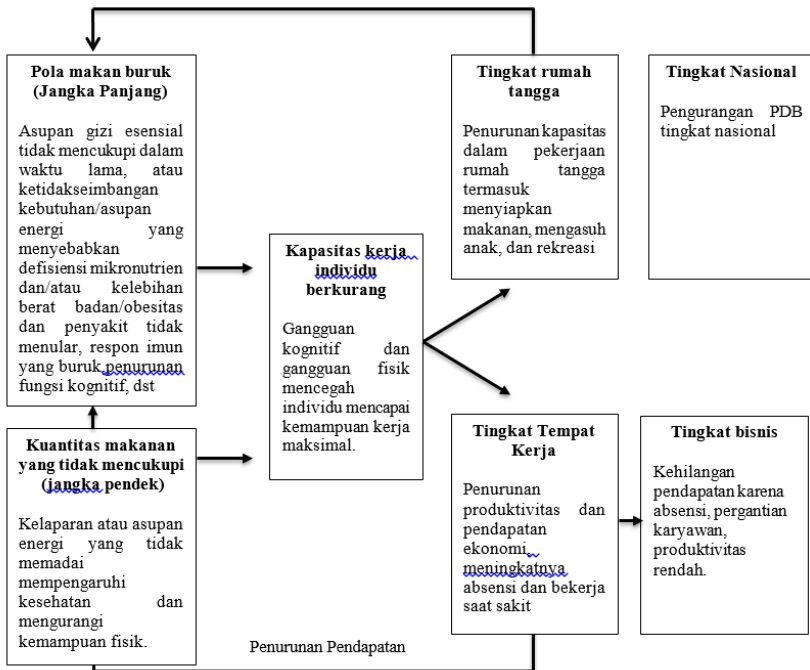 Pola makan buruk
(Jangka Panjang)
Asupan gizi esensial
tidak mencukupi dalam
waktu lama, atau
ketidakseimbangan
kebutuhan/asupan
energi yang
menyebabkan
defisiensi mikronutrien
dan/atau kelebihan
berat badan/obesitas
dan penyakit tidak
menular, respon imun
yang buruk,penurunan
fungsi kognitif, dst
Kuantitas makanan
yang tidak mencukupi
(jangka pendek)
Kelaparan atau asupan
energi yang tidak
memadai
mempengaruhi
kesehatan dan
mengurangi
kemampuan fisik.
Kapasitas kerja
individu
berkurang
Gangguan
kognitif dan
gangguan fisik
mencegah
individu mencapai
kemampuan kerja
maksimal.
Tingkat rumah
tangga
Penurunan kapasitas
dalam pekerjaan
rumah tangga
termasuk
menyiapkan
makanan, mengasuh
anak, dan rekreasi
Tingkat Nasional
Pengurangan PDB
tingkat nasional
Tingkat Tempat
Kerja
Penurunan
produktivitas dan
pendapatan
ekonomi,
meningkatnya
absensi dan bekerja
saat sakit
Tingkat bisnis
Kehilangan
pendapatan karena
absensi, pergantian
karyawan,
produktivitas
rendah.
Penurunan Pendapatan